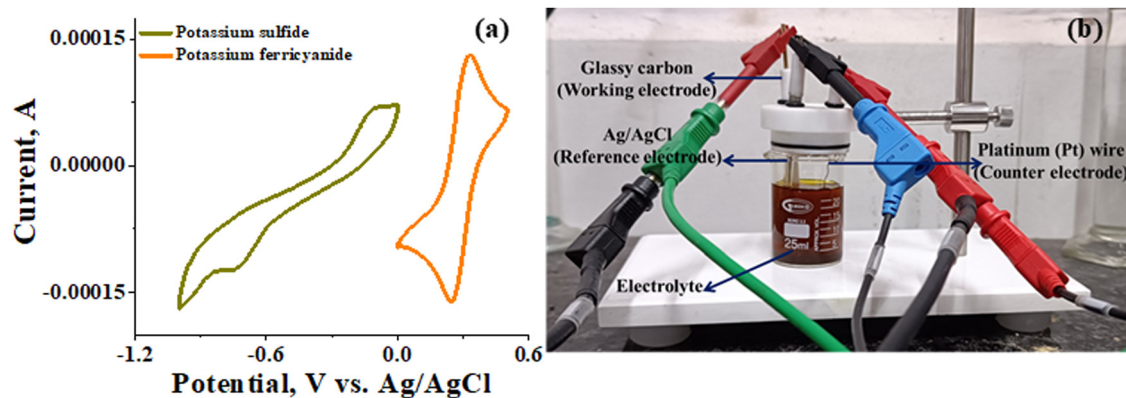 0.00015
0.00000
-0.00015
Current, A
Potassium sulfide
Potassium ferricyanide
(a)
-1.2
-0.6
0.0
0.6
Potential, V vs. Ag/AgCl
(b)
Glassy carbon
(Working electrode)
Ag/AgCl
(Reference electrode)
Platinum (Pt) wire
(Counter electrode)
25ml
Electrolyte